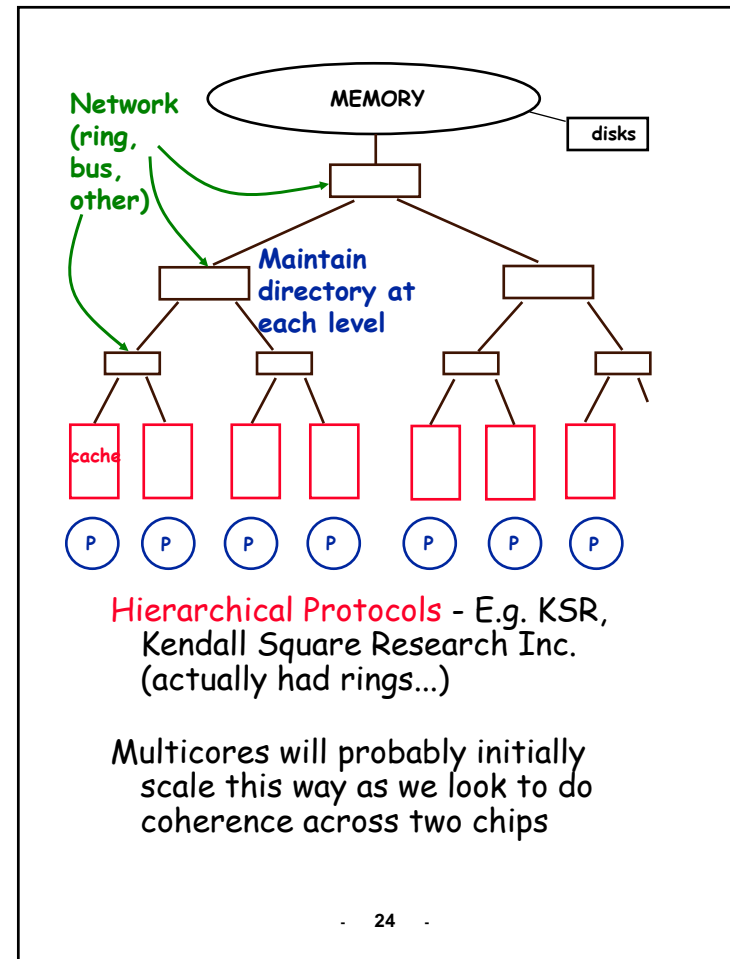 MEMORY
disks
Network
(ring,
bus,
other)
Maintain
directory at
each level
cache
P P P P P P P
Hierarchical Protocols - E.g. KSR,
Kendall Square Research Inc.
(actually had rings...)
Multicores will probably initially
scale this way as we look to do
coherence across two chips
- 24 -